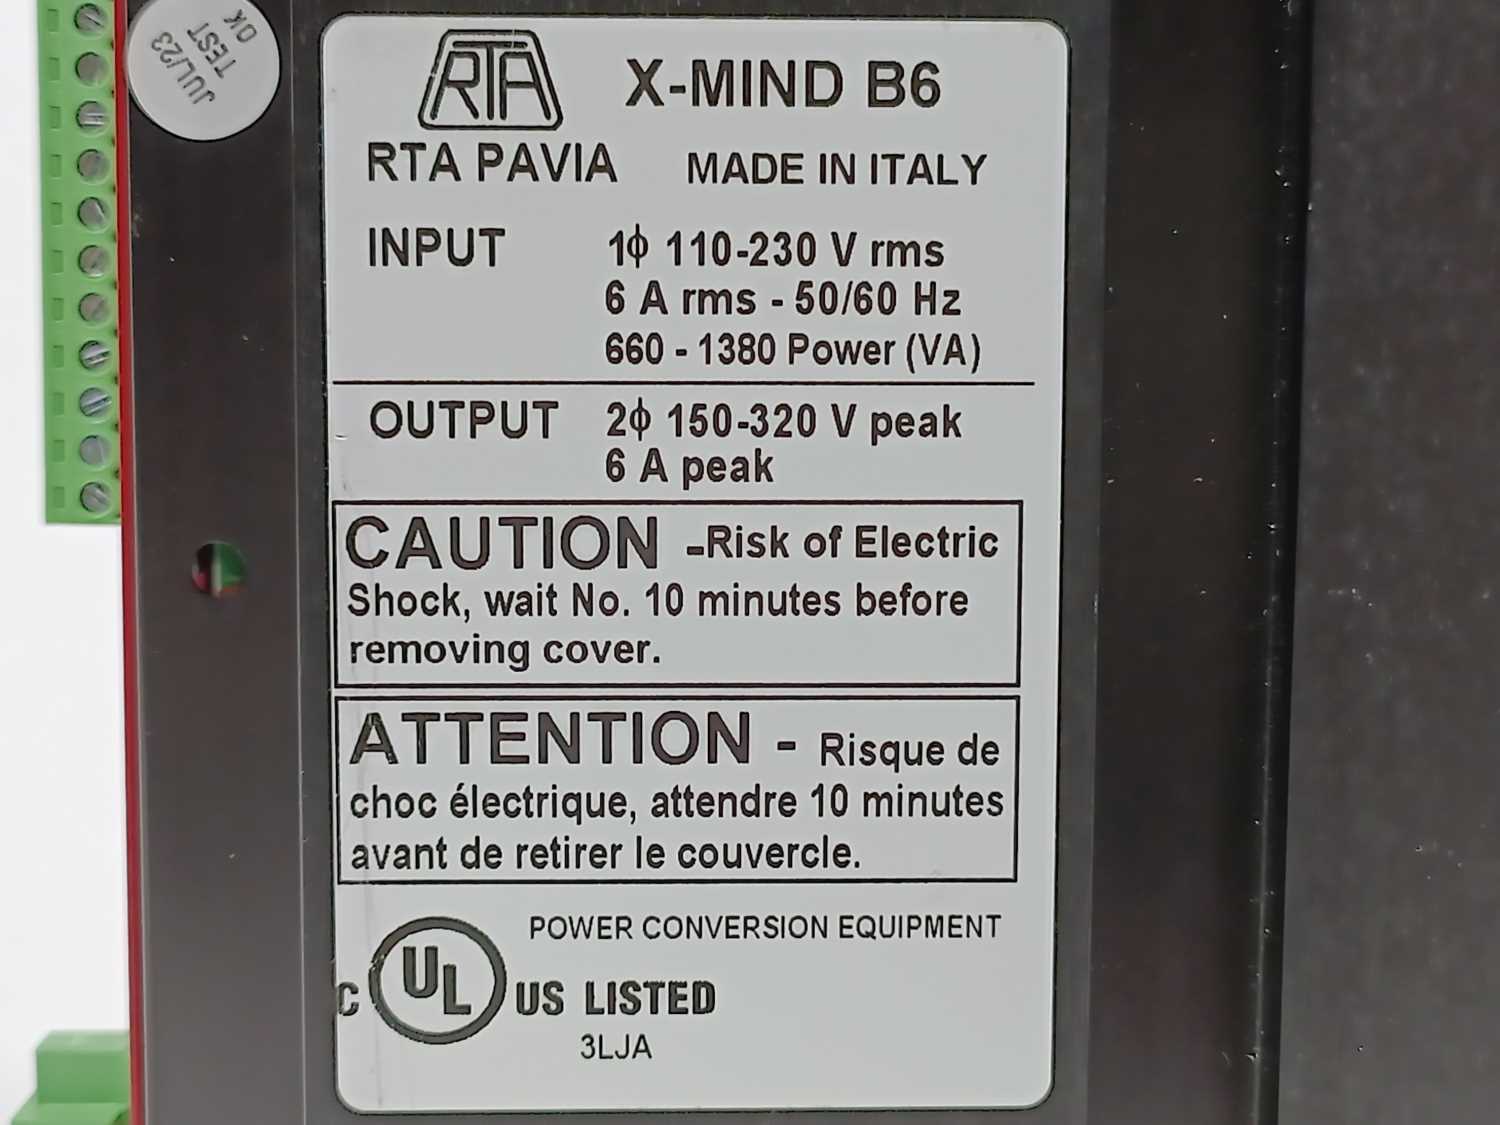 JUL/23
TEST
OK
RTA X-MIND B6
RTA PAVIA MADE IN ITALY
INPUT 1ϕ 110-230 V rms
6 A rms - 50/60 Hz
660 - 1380 Power (VA)
OUTPUT 2ϕ 150-320 V peak
6 A peak
CAUTION -Risk of Electric
Shock, wait No. 10 minutes before
removing cover.
ATTENTION - Risque de
choc électrique, attendre 10 minutes
avant de retirer le couvercle.
POWER CONVERSION EQUIPMENT
C UL US LISTED
3LJA